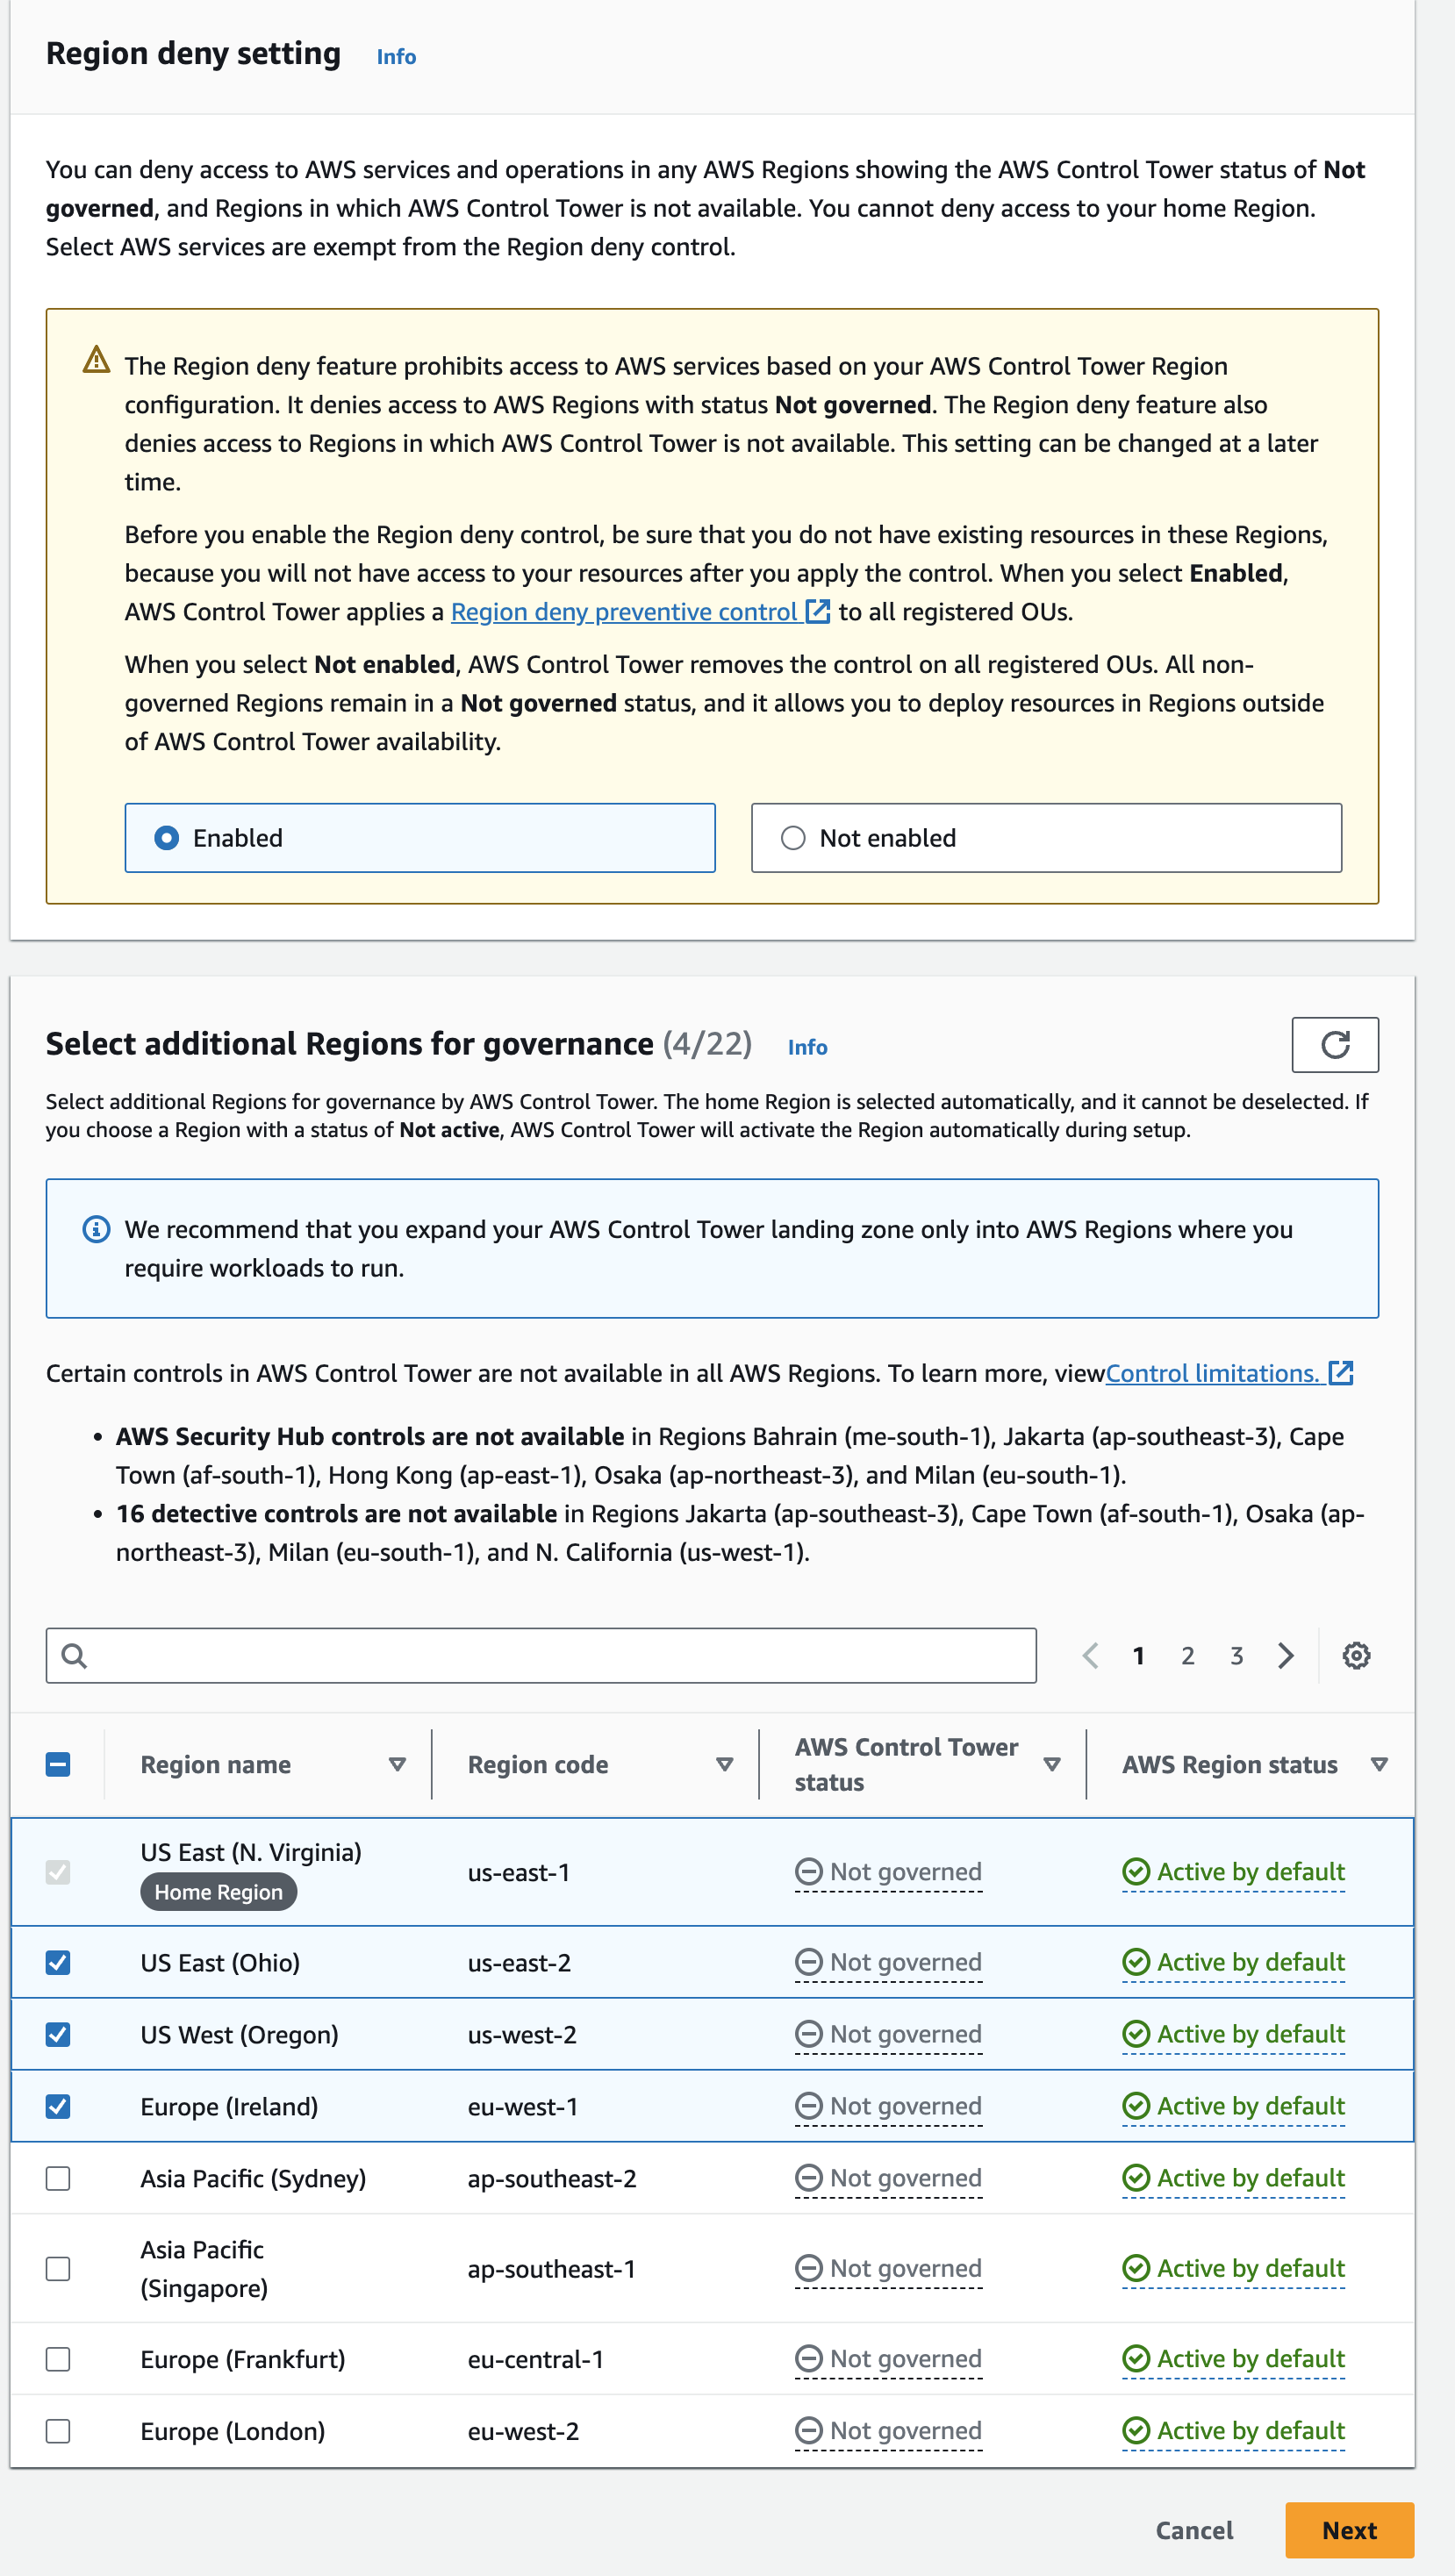 Region deny setting Info
You can deny access to AWS services and operations in any AWS Regions showing the AWS Control Tower status of Not
governed, and Regions in which AWS Control Tower is not available. You cannot deny access to your home Region.
Select AWS services are exempt from the Region deny control.
The Region deny feature prohibits access to AWS services based on your AWS Control Tower Region
configuration. It denies access to AWS Regions with status Not governed. The Region deny feature also
denies access to Regions in which AWS Control Tower is not available. This setting can be changed at a later
time.
Before you enable the Region deny control, be sure that you do not have existing resources in these Regions,
because you will not have access to your resources after you apply the control. When you select Enabled,
AWS Control Tower applies a Region deny preventive control to all registered OUs.
When you select Not enabled, AWS Control Tower removes the control on all registered OUs. All non-
governed Regions remain in a Not governed status, and it allows you to deploy resources in Regions outside
of AWS Control Tower availability.
Enabled Not enabled
Select additional Regions for governance (4/22) Info
Select additional Regions for governance by AWS Control Tower. The home Region is selected automatically, and it cannot be deselected. If
you choose a Region with a status of Not active, AWS Control Tower will activate the Region automatically during setup.
We recommend that you expand your AWS Control Tower landing zone only into AWS Regions where you
require workloads to run.
Certain controls in AWS Control Tower are not available in all AWS Regions. To learn more, viewControl limitations.
• AWS Security Hub controls are not available in Regions Bahrain (me-south-1), Jakarta (ap-southeast-3), Cape
Town (af-south-1), Hong Kong (ap-east-1), Osaka (ap-northeast-3), and Milan (eu-south-1).
• 16 detective controls are not available in Regions Jakarta (ap-southeast-3), Cape Town (af-south-1), Osaka (ap-
northeast-3), Milan (eu-south-1), and N. California (us-west-1).
1 2 3
Region name Region code AWS Control Tower status AWS Region status
US East (N. Virginia) Home Region us-east-1 Not governed Active by default
US East (Ohio) us-east-2 Not governed Active by default
US West (Oregon) us-west-2 Not governed Active by default
Europe (Ireland) eu-west-1 Not governed Active by default
Asia Pacific (Sydney) ap-southeast-2 Not governed Active by default
Asia Pacific (Singapore) ap-southeast-1 Not governed Active by default
Europe (Frankfurt) eu-central-1 Not governed Active by default
Europe (London) eu-west-2 Not governed Active by default
Cancel Next